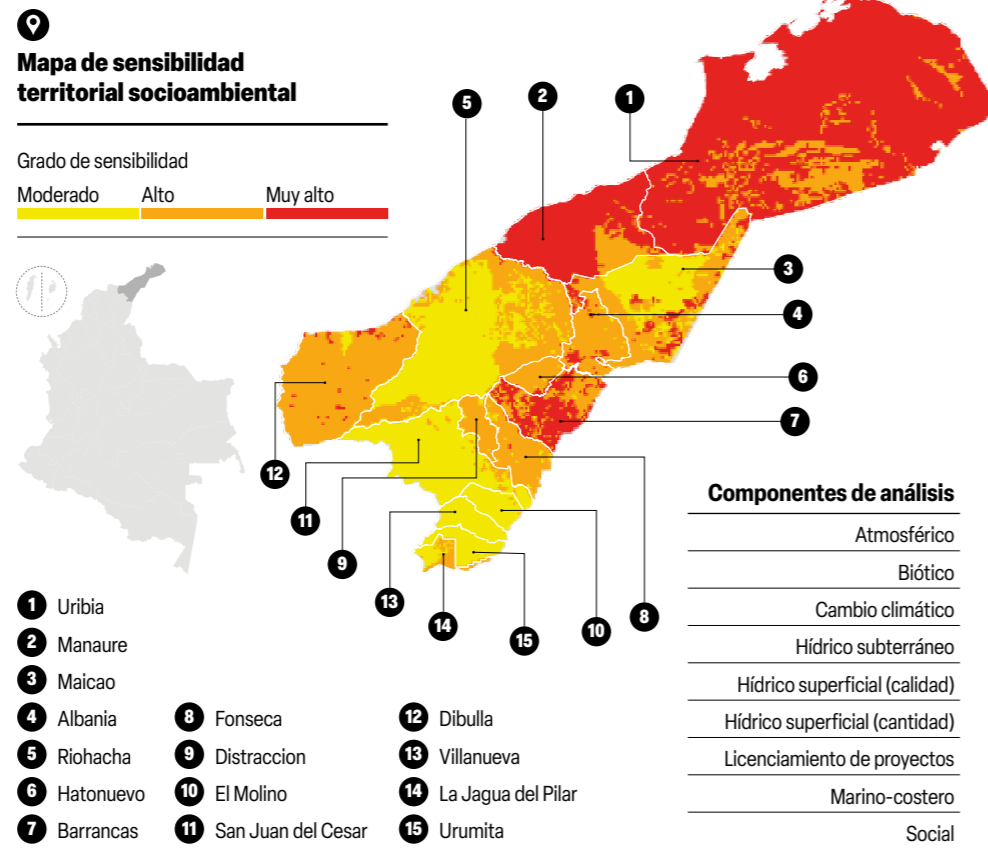 Mapa de sensibilidad
territorial socioambiental
Grado de sensibilidad
Moderado Alto Muy alto
5
2
1
3
4
6
7
12
11
9
13
14
15
10
8
Componentes de análisis
Atmosférico
Biótico
Cambio climático
Hídrico subterráneo
Hídrico superficial (calidad)
Hídrico superficial (cantidad)
Licenciamiento de proyectos
Marino-costero
Social
1 Uribia
2 Manaure
3 Maicao
4 Albania
5 Riohacha
6 Hatonuevo
7 Barrancas
8 Fonseca
9 Distraccion
10 El Molino
11 San Juan del Cesar
12 Dibulla
13 Villanueva
14 La Jagua del Pilar
15 Urumita